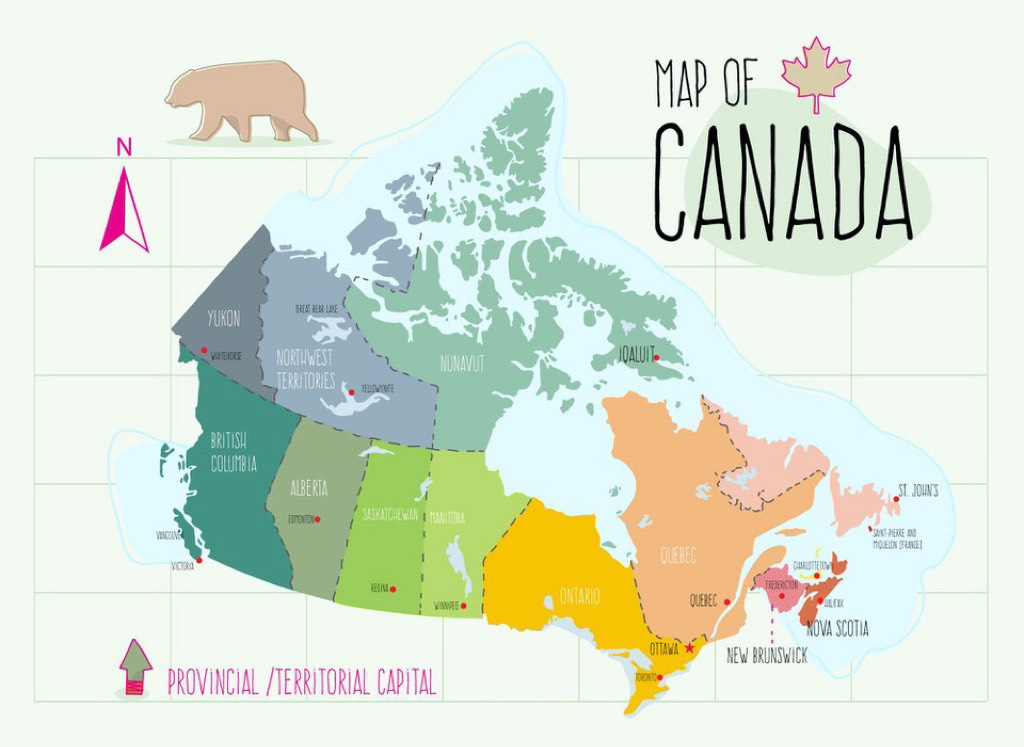 MAP OF
CANADA
N
YUKON
WHITEHORSE
GREAT BEAR LAKE
NORTHWEST
TERRITORIES
YELLOWKNIFE
NUNAVUT
IQALUIT
BRITISH
COLUMBIA
ALBERTA
EDMONTON
SASKATCHEWAN
MANITOBA
VANCOUVE
VICTORIA
REGINA
WINNIPEG
ONTARIO
QUEBEC
QUEBEC
OTTAWA
TORONTO
ST. JOHN'S
SAINT-PIERRE AND
MIQUELON (FRANCE)
CHARLOTTETOWN
FREDERICTON
HALIFAX
NOVA SCOTIA
NEW BRUNSWICK
PROVINCIAL /TERRITORIAL CAPITAL